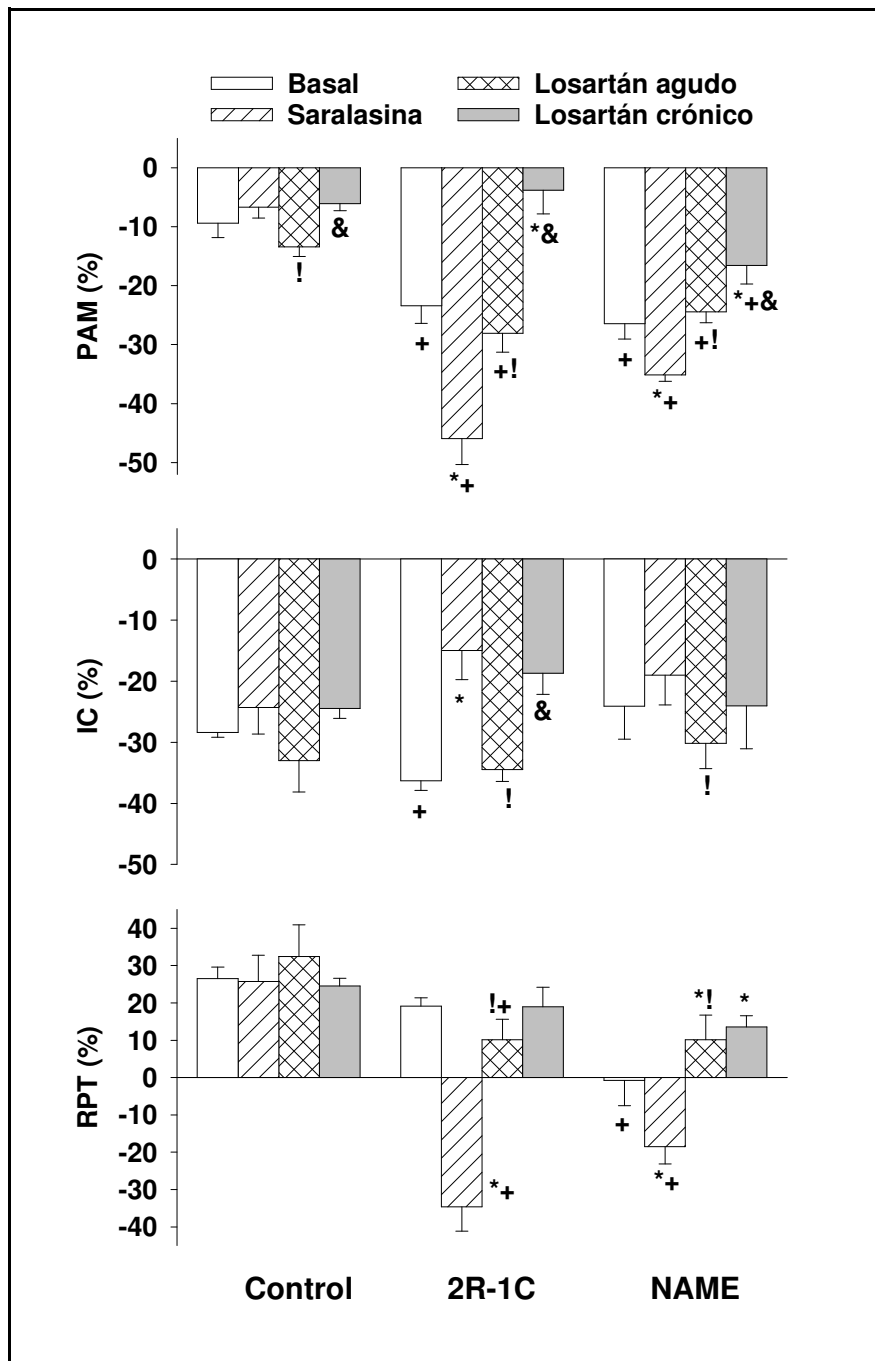 Basal Losartán agudo
Saralasina Losartán crónico
0
-10
-20
-30
-40
-50
PAM (%)
! &
+ *+ +! *&
+ *+ +! *+&
0
-10
-20
-30
-40
-50
IC (%)
+ * ! &
!
40
30
20
10
0
-10
-20
-30
-40
RPT (%)
!+ *! *
*+ + *+
Control 2R-1C NAME